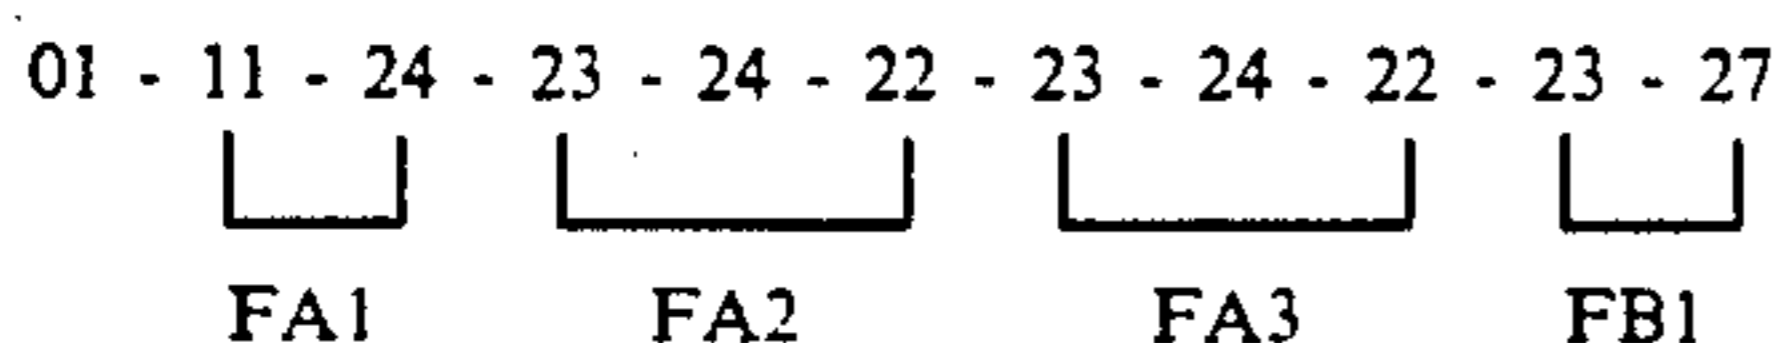 01 - 11 - 24 - 23 - 24 - 22 - 23 - 24 - 22 - 23 - 27
FA1 FA2 FA3 FB1